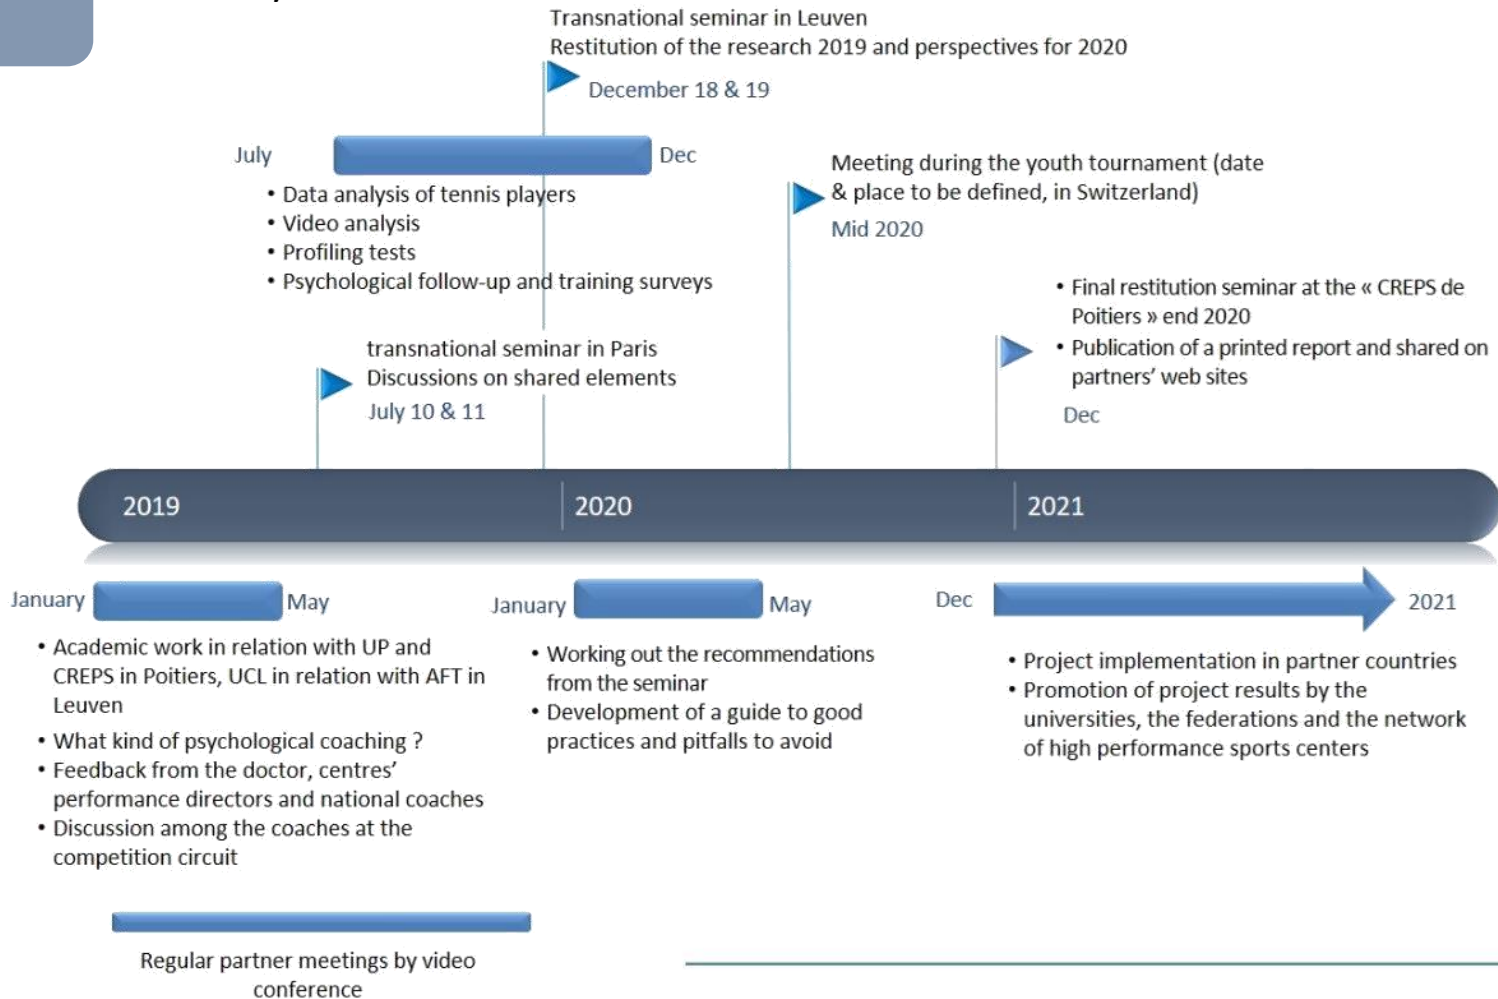 Transnational seminar in Leuven
Restitution of the research 2019 and perspectives for 2020
December 18 & 19
July
Dec
• Data analysis of tennis players
• Video analysis
• Profiling tests
• Psychological follow-up and training surveys
Meeting during the youth tournament (date
& place to be defined, in Switzerland)
Mid 2020
transnational seminar in Paris
Discussions on shared elements
July 10 & 11
• Final restitution seminar at the « CREPS de
Poitiers » end 2020
• Publication of a printed report and shared on
partners' web sites
Dec
2019
2020
2021
January
May
• Academic work in relation with UP and
CREPS in Poitiers, UCL in relation with AFT in
Leuven
• What kind of psychological coaching ?
• Feedback from the doctor, centres'
performance directors and national coaches
• Discussion among the coaches at the
competition circuit
January
May
• Working out the recommendations
from the seminar
• Development of a guide to good
practices and pitfalls to avoid
Dec
2021
• Project implementation in partner countries
• Promotion of project results by the
universities, the federations and the network
of high performance sports centers
Regular partner meetings by video
conference